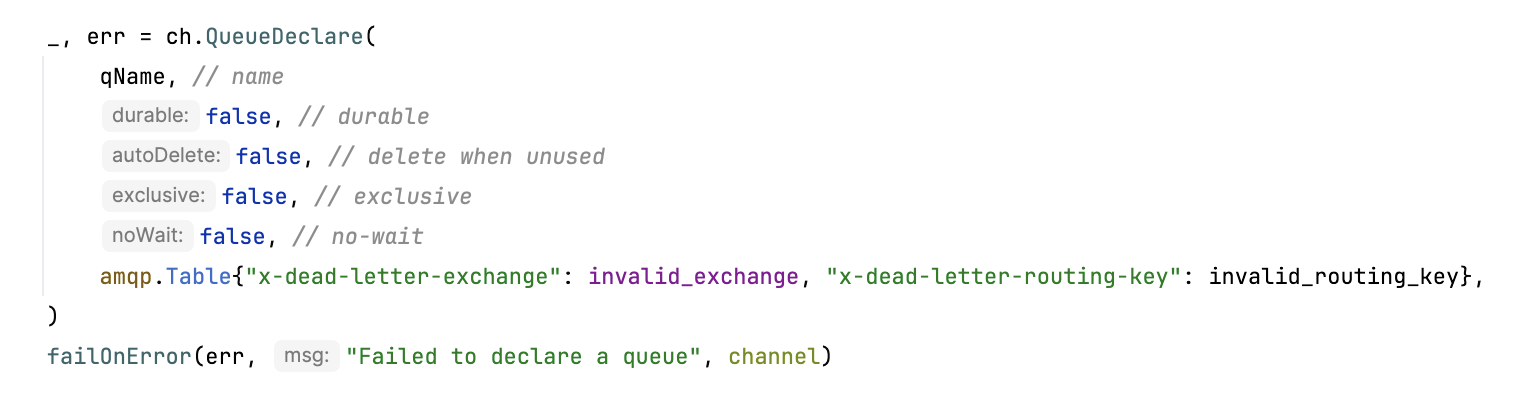 _, err = ch.QueueDeclare(
qName, // name
durable: false, // durable
autoDelete: false, // delete when unused
exclusive: false, // exclusive
noWait: false, // no-wait
amqp.Table{"x-dead-letter-exchange": invalid_exchange, "x-dead-letter-routing-key": invalid_routing_key},
)
failOnError(err, msg: "Failed to declare a queue", channel)